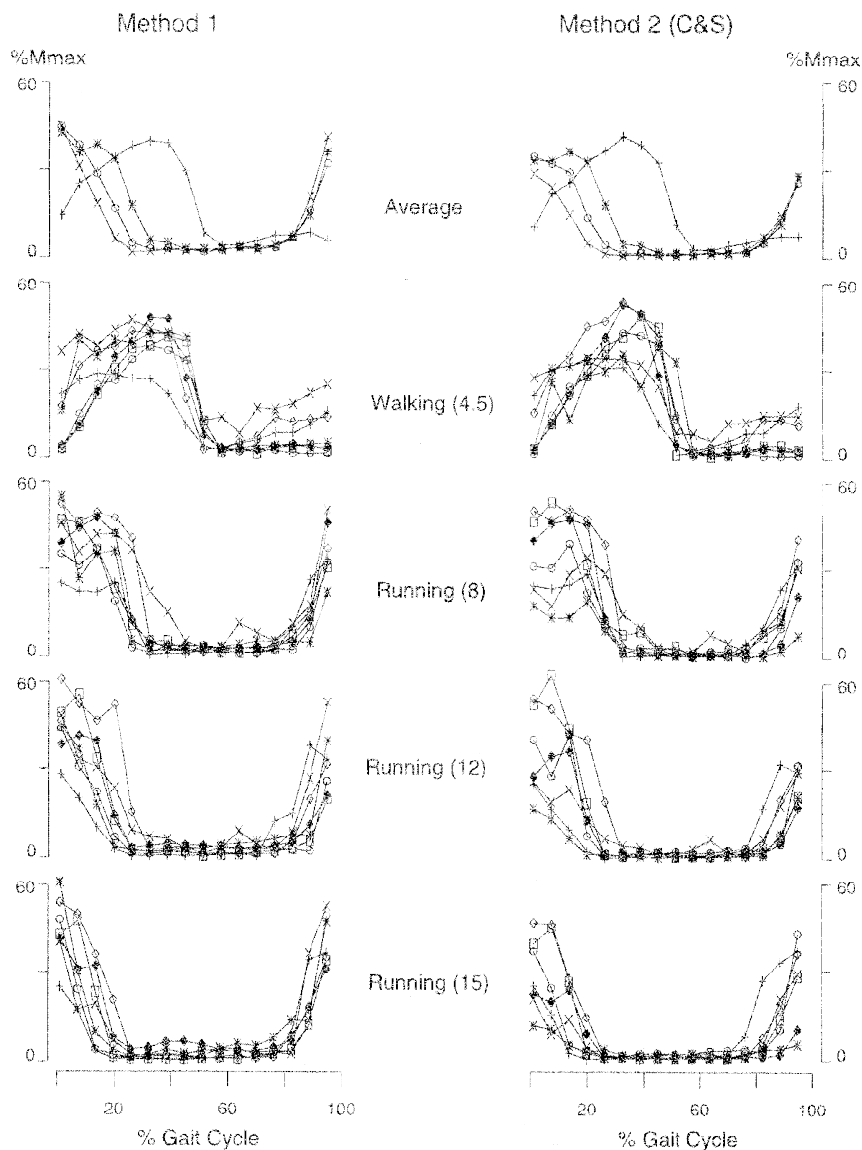 Method 1 Method 2 (C&S)
%Mmax %Mmax
60 60
Average
0 0
60 60
Walking (4.5)
0 0
60 60
Running (8)
0 0
60 60
Running (12)
0 0
60 60
Running (15)
0 0
20 60 100 20 60 100
% Gait Cycle % Gait Cycle